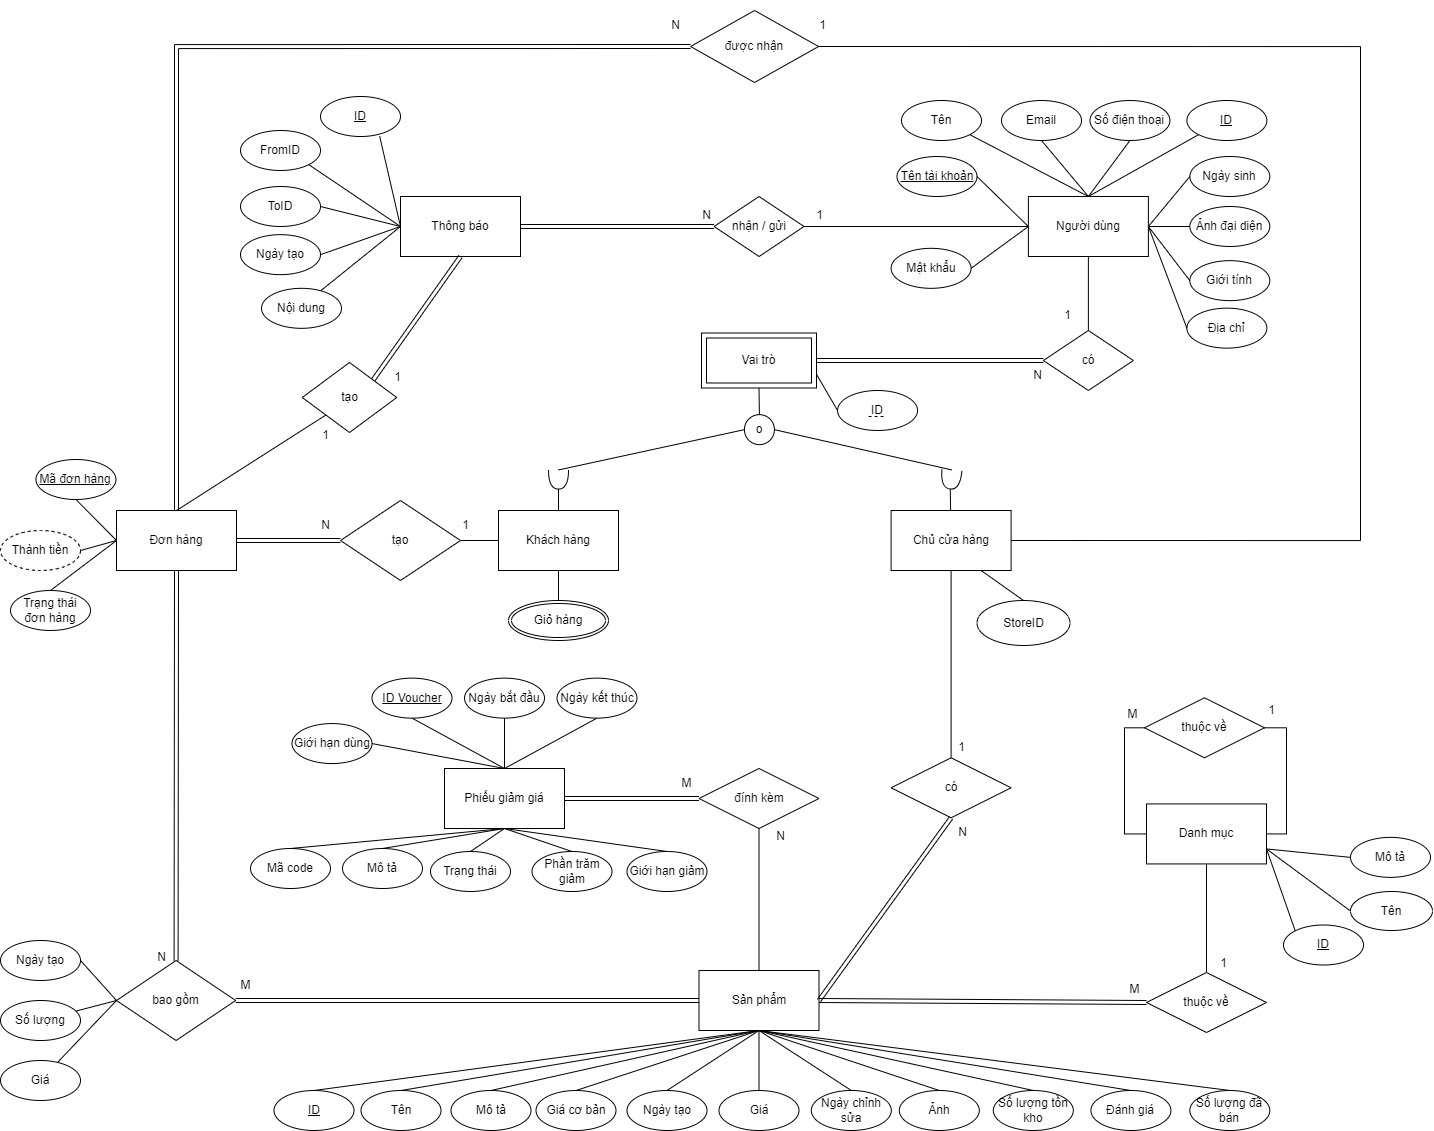 N
1
được nhận
ID
FromID
ToID
Ngày tạo
Nội dung
Thông báo
N
nhận / gửi
1
Tên
Email
Số điện thoại
ID
Tên tài khoản
Mật khẩu
Người dùng
Ngày sinh
Ảnh đại diện
Giới tính
Địa chỉ
1
có
N
Vai trò
ID
o
1
tạo
1
Mã đơn hàng
Thành tiền
Trạng thái
đơn hàng
Đơn hàng
N
tạo
1
Khách hàng
Giỏ hàng
Chủ cửa hàng
StoreID
ID Voucher
Ngày bắt đầu
Ngày kết thúc
Giới hạn dùng
Phiếu giảm giá
M
đính kèm
N
Mã code
Mô tả
Trạng thái
Phần trăm
giảm
Giới hạn giảm
1
có
N
M
thuộc về
1
Danh mục
Mô tả
Tên
ID
1
M
thuộc về
Ngày tạo
Số lượng
Giá
N
bao gồm
M
Sản phẩm
ID
Tên
Mô tả
Giá cơ bản
Ngày tạo
Giá
Ngày chỉnh
sửa
Ảnh
Số lượng tồn
kho
Đánh giá
Số lượng đã
bán